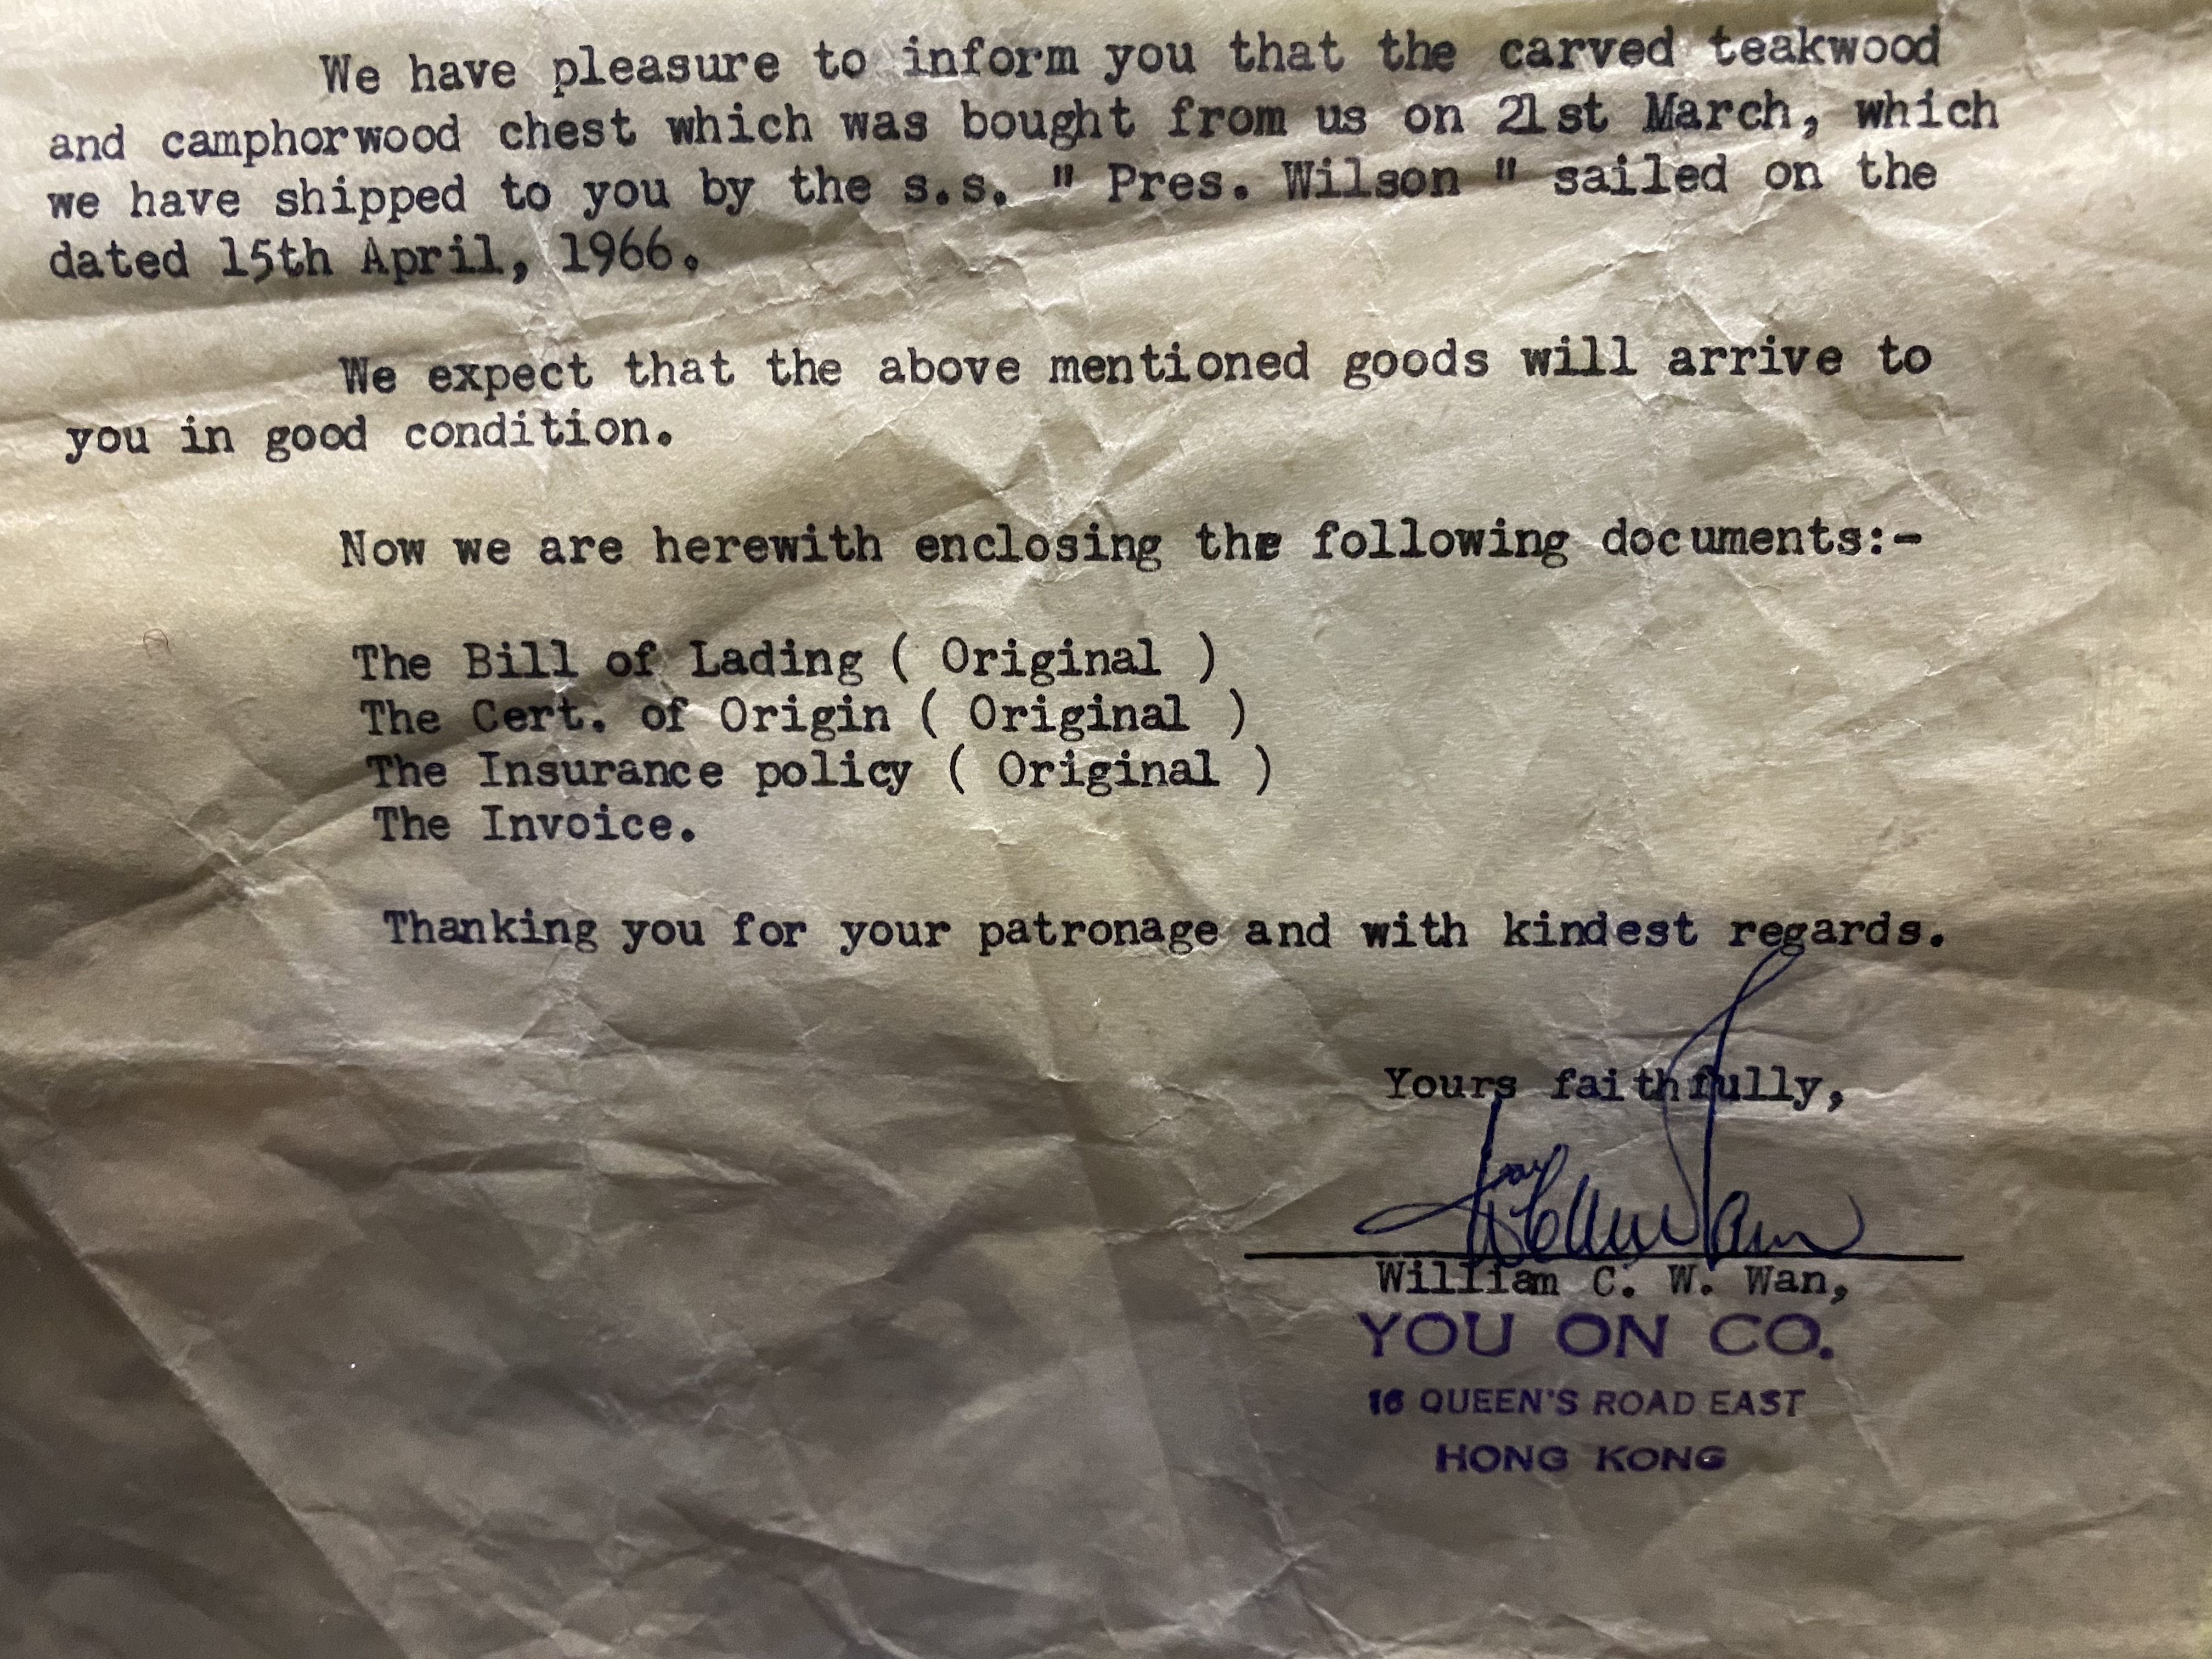 We have pleasure to inform you that the carved teakwood
and camphorwood chest which was bought from us on 21st March, which
we have shipped to you by the s.s. " Pres. Wilson " sailed on the
dated 15th April, 1966.
We expect that the above mentioned goods will arrive to
you in good condition.
Now we are herewith enclosing the following documents:-
The Bill of Lading ( Original )
The Cert. of Origin ( Original )
The Insurance policy ( Original )
The Invoice.
Thanking you for your patronage and with kindest regards.
Yours faithfully,
William C. W. Wan,
YOU ON CO.
16 QUEEN'S ROAD EAST
HONG KONG